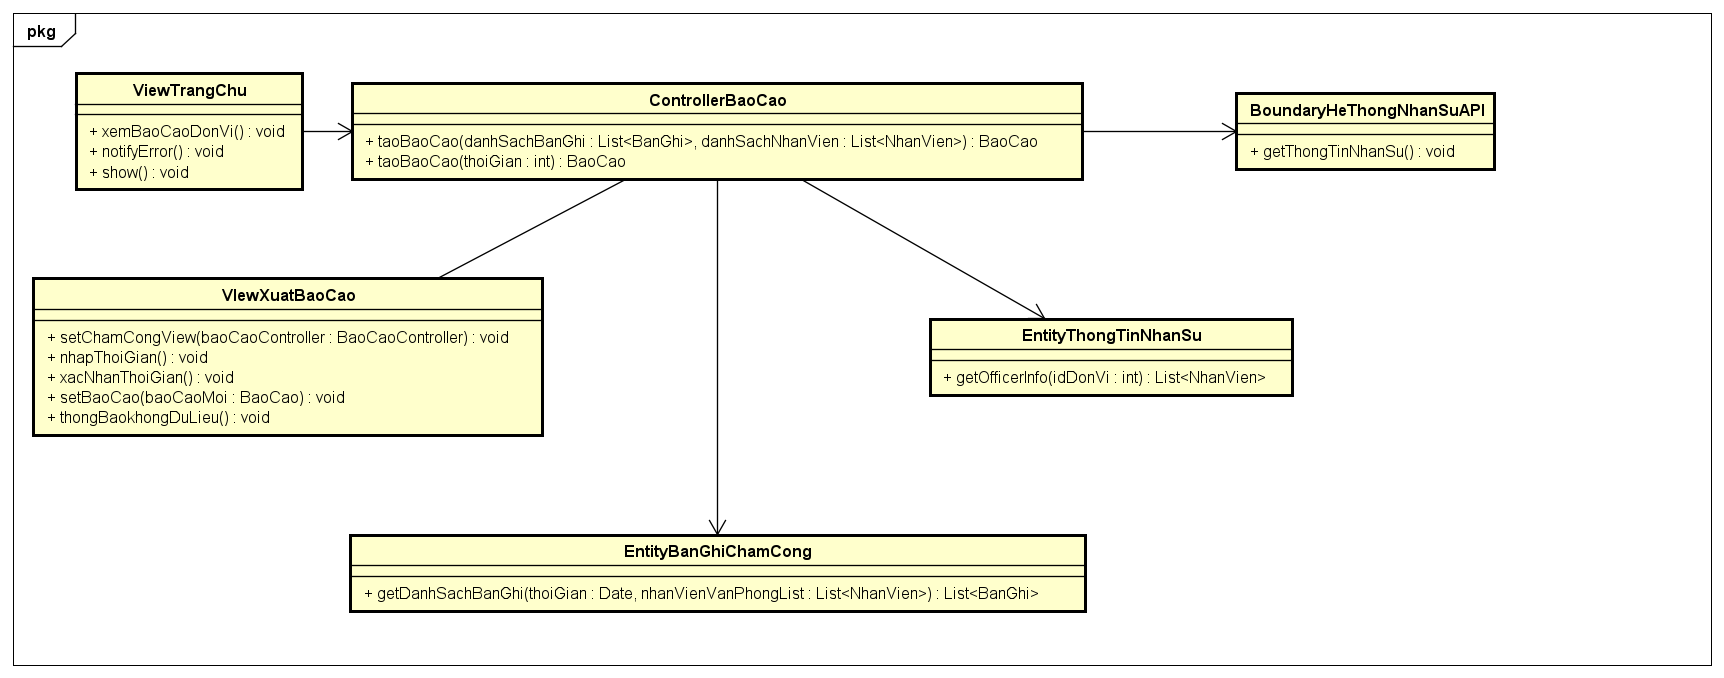 pkg
ViewTrangChu
+ xemBaoCaoDonVi() : void
+ notifyError() : void
+ show() : void
ControllerBaoCao
+ taoBaoCao(danhSachBanGhi : List<BanGhi>, danhSachNhanVien : List<NhanVien>) : BaoCao
+ taoBaoCao(thoiGian : int) : BaoCao
BoundaryHeThongNhanSuAPI
+ getThongTinNhanSu() : void
VIewXuatBaoCao
+ setChamCongView(baoCaoController : BaoCaoController) : void
+ nhapThoiGian() : void
+ xacNhanThoiGian() : void
+ setBaoCao(baoCaoMoi : BaoCao) : void
+ thongBaokhongDuLieu() : void
EntityThongTinNhanSu
+ getOfficerInfo(idDonVi : int) : List<NhanVien>
EntityBanGhiChamCong
+ getDanhSachBanGhi(thoiGian : Date, nhanVienVanPhongList : List<NhanVien>) : List<BanGhi>